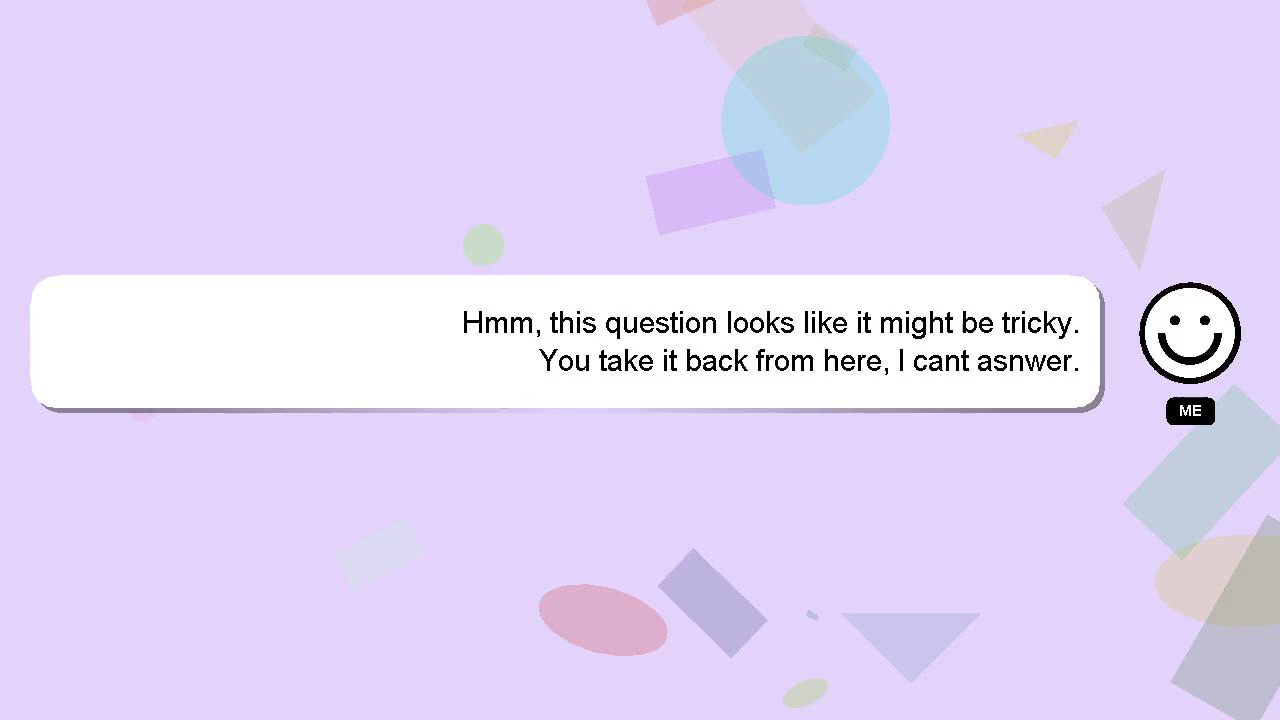 Hmm, this question looks like it might be tricky.
You take it back from here, I cant asnwer.
ME